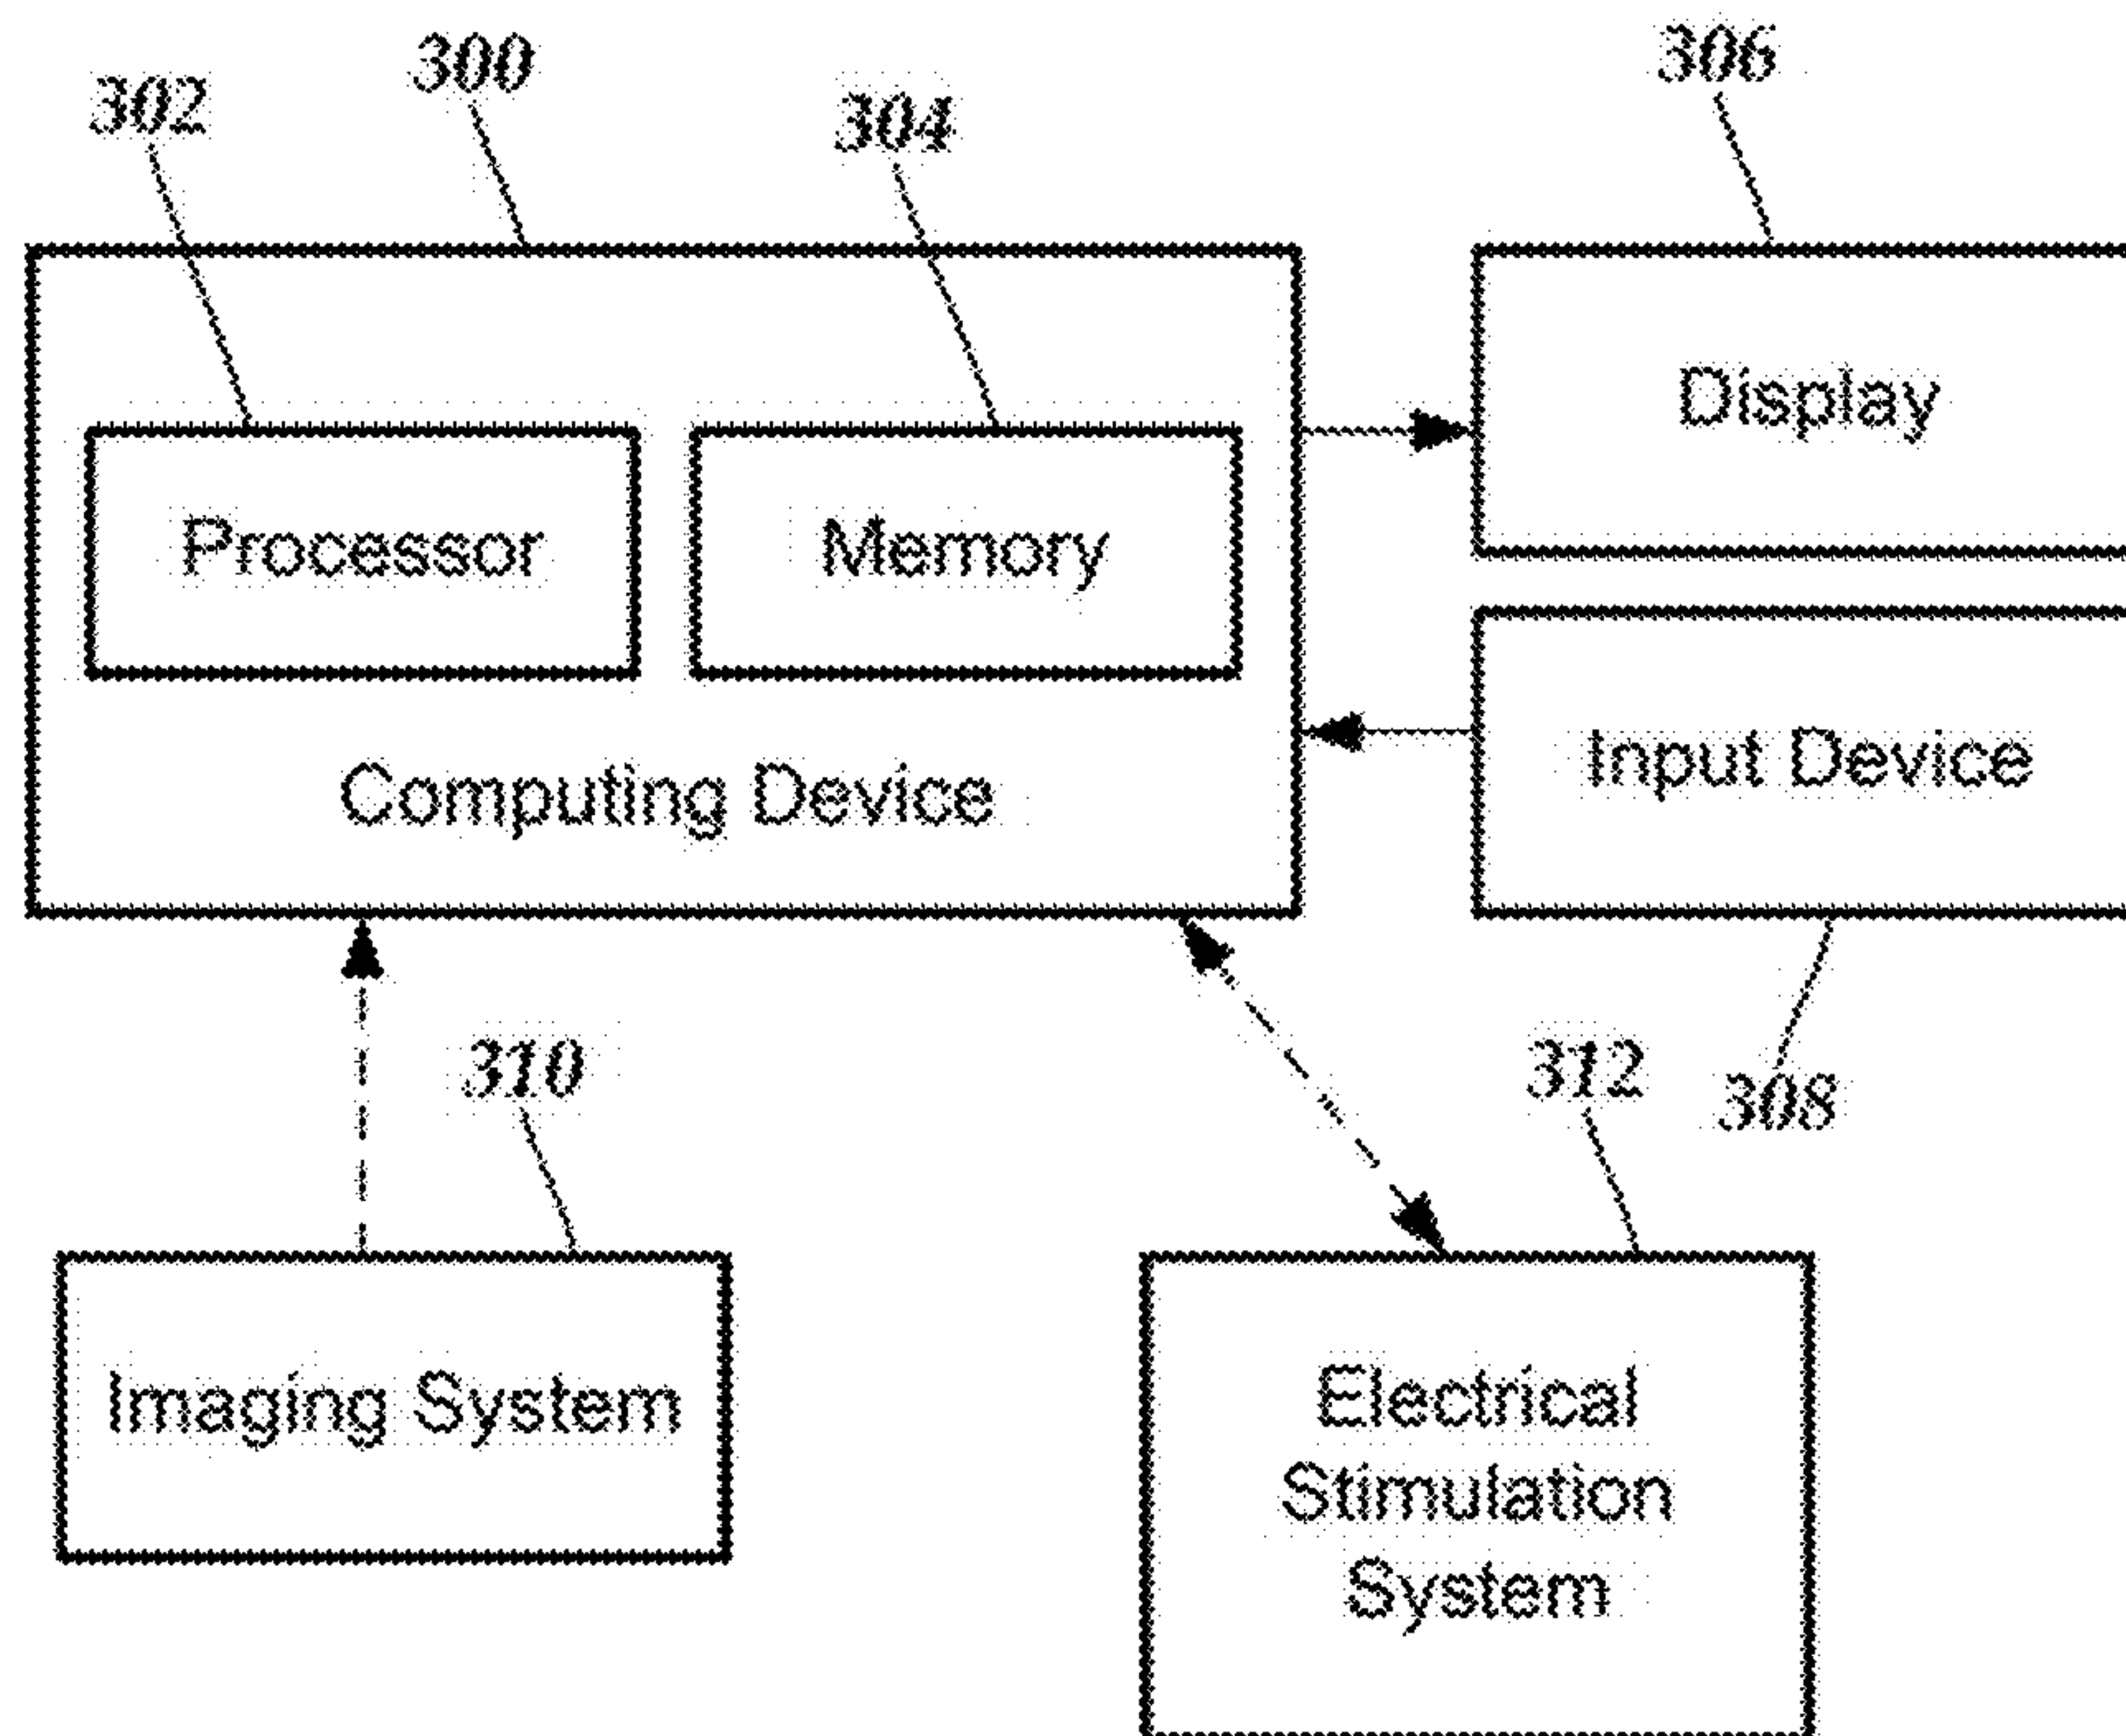 302
300
304
306
Processor
Memory
Display
Computing Device
Input Device
310
312
308
Imaging System
Electrical
Stimulation
System